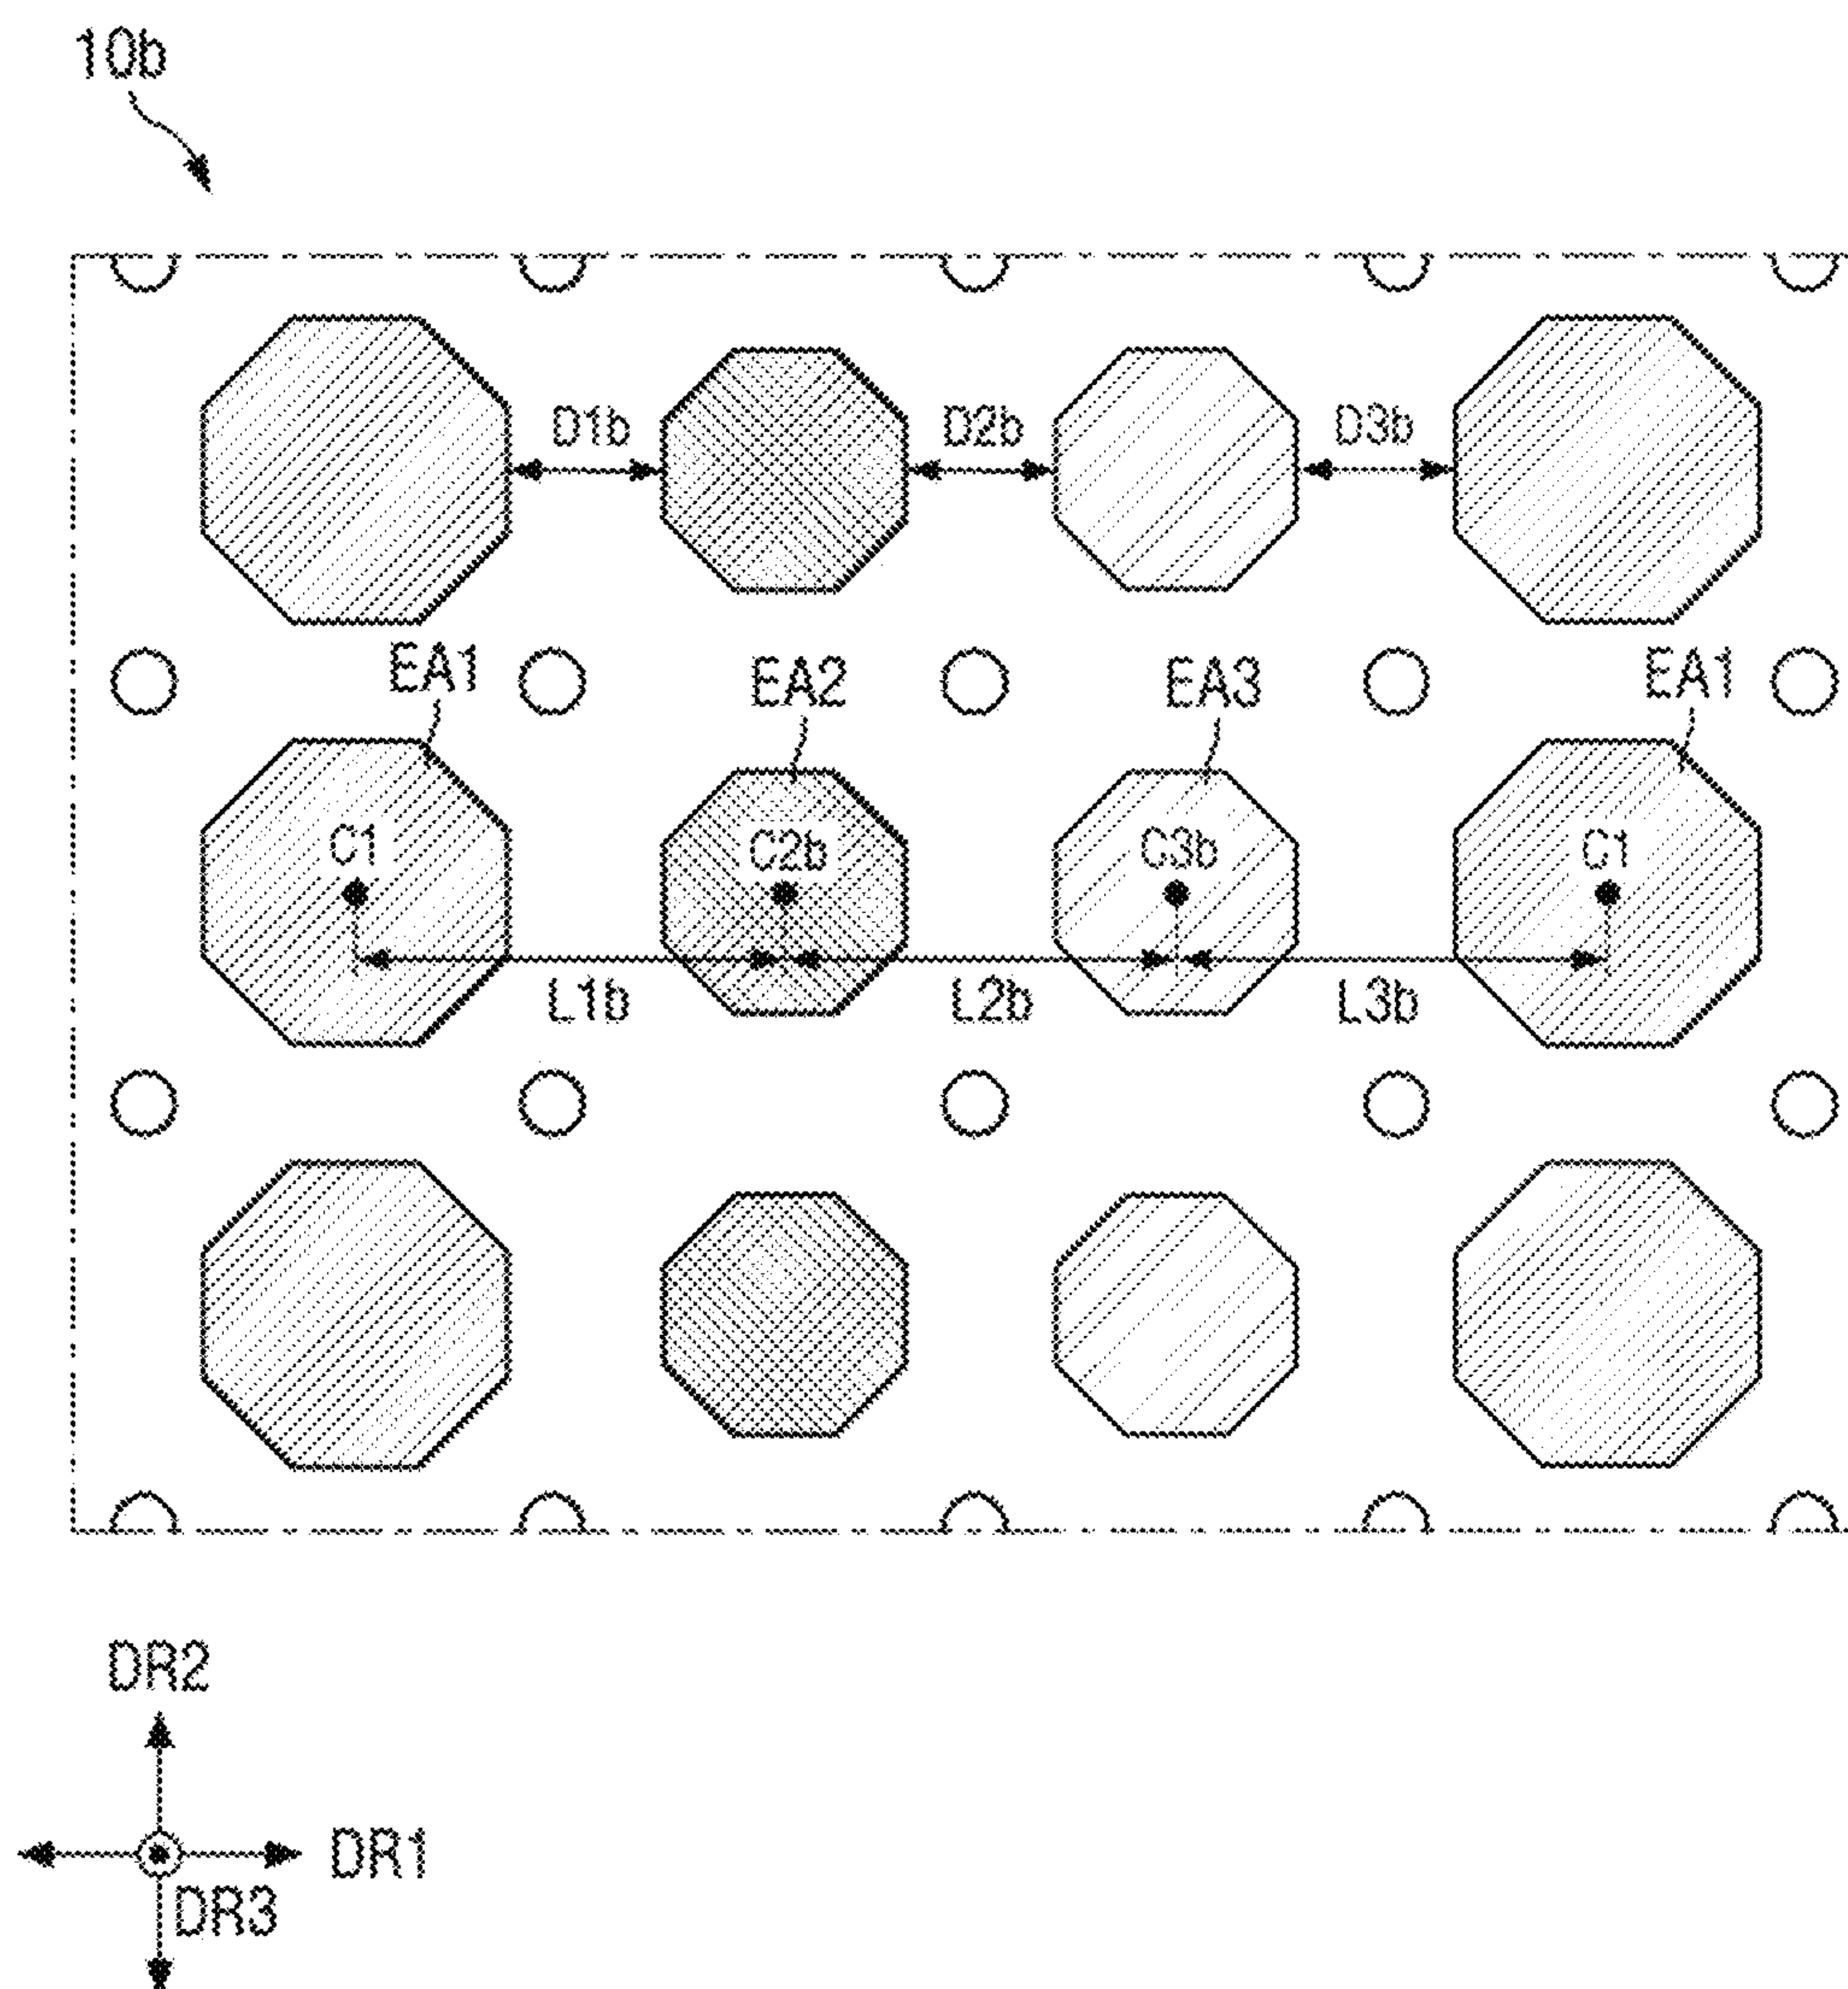 10b
D1b D2b D3b
EA1 EA2 EA3 EA1
C1 C2b C3b C1
L1b L2b L3b
DR2
DR1
DR3